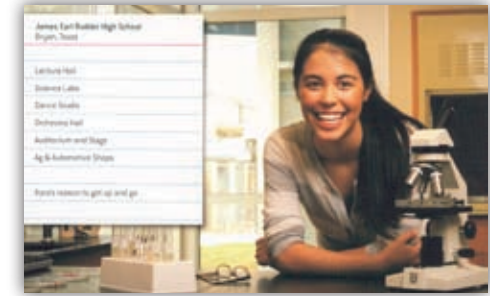 James Earl Rudder High School
Bryan, Texas
Lecture Hall
Science Labs
Dance Studio
Orchestra Hall
Auditorium and Stage
Ag & Automotive Shops
reason to get up and go